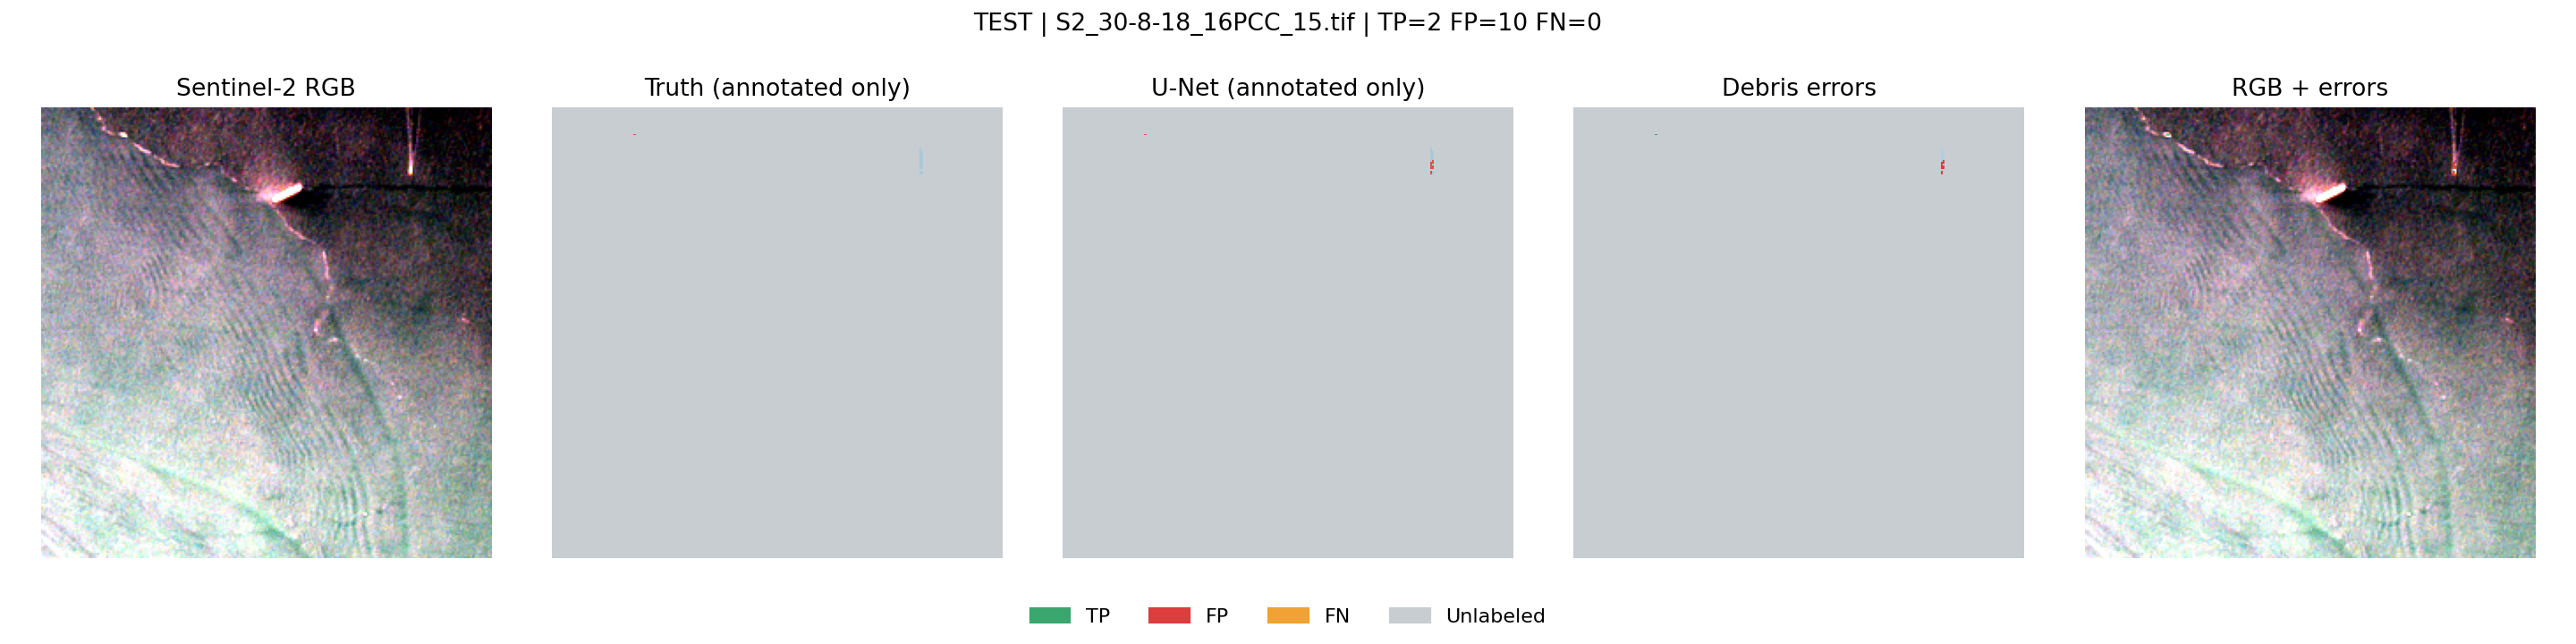 TEST | S2_30-8-18_16PCC_15.tif | TP=2 FP=10 FN=0
Sentinel-2 RGB
Truth (annotated only)
U-Net (annotated only)
Debris errors
RGB + errors
TP
FP
FN
Unlabeled